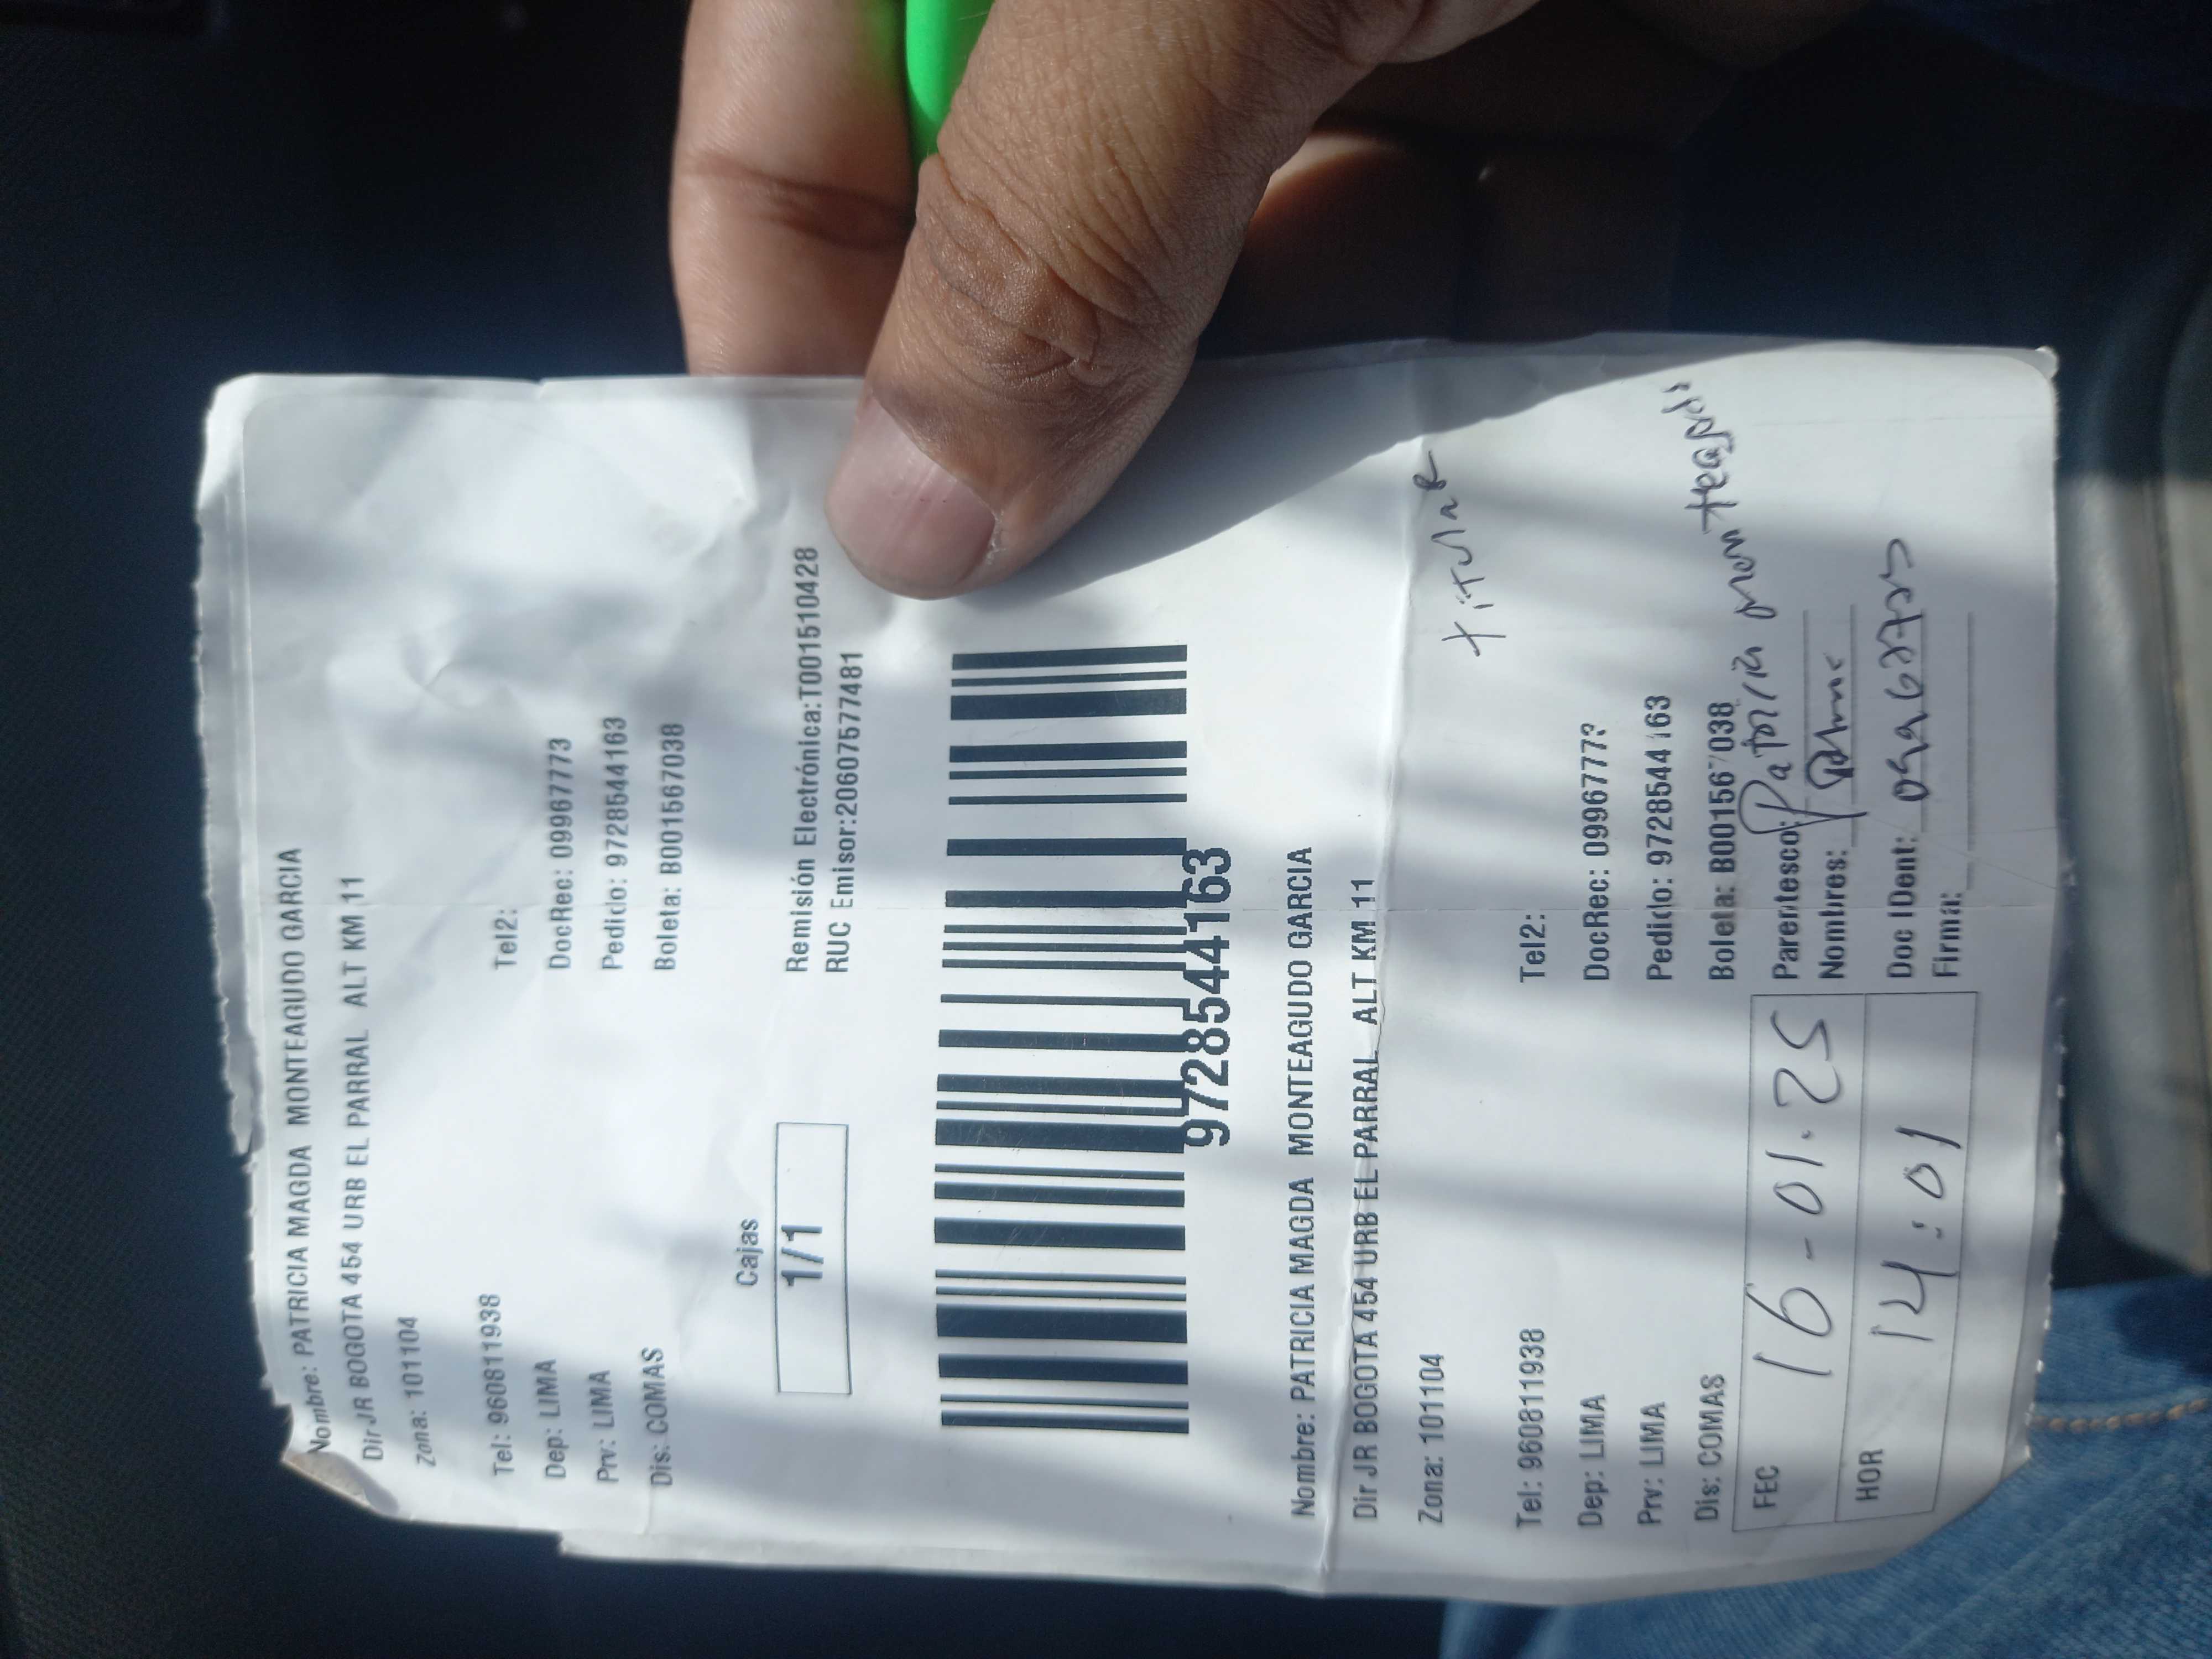 Nombre: PATRICIA MAGDA MONTEAGUDO GARCIA
Dir JR BOGOTA 454 URB EL PARRAL ALT KM 11
Zona: 101104
Tel: 960811938 Tel2:
Dep: LIMA DocRec: 09967773
Prv: LIMA Pedido: 9728544163
Dis: COMAS Boleta: B001567038
Cajas
1/1
Remisión Electrónica:T001510428
RUC Emisor:20607577481
9728544163
Nombre: PATRICIA MAGDA MONTEAGUDO GARCIA
Dir JR BOGOTA 454 URB EL PARRAL ALT KM 11
Zona: 101104
titular
Tel: 960811938 Tel2:
Dep: LIMA DocRec: 09967773
Prv: LIMA Pedido: 9728544163
Dis: COMAS Boleta: B001567038
FEC 16-01.25 Parentesco: Patricia
Nombres:
HOR 14:01 Doc IDent:
Firma: